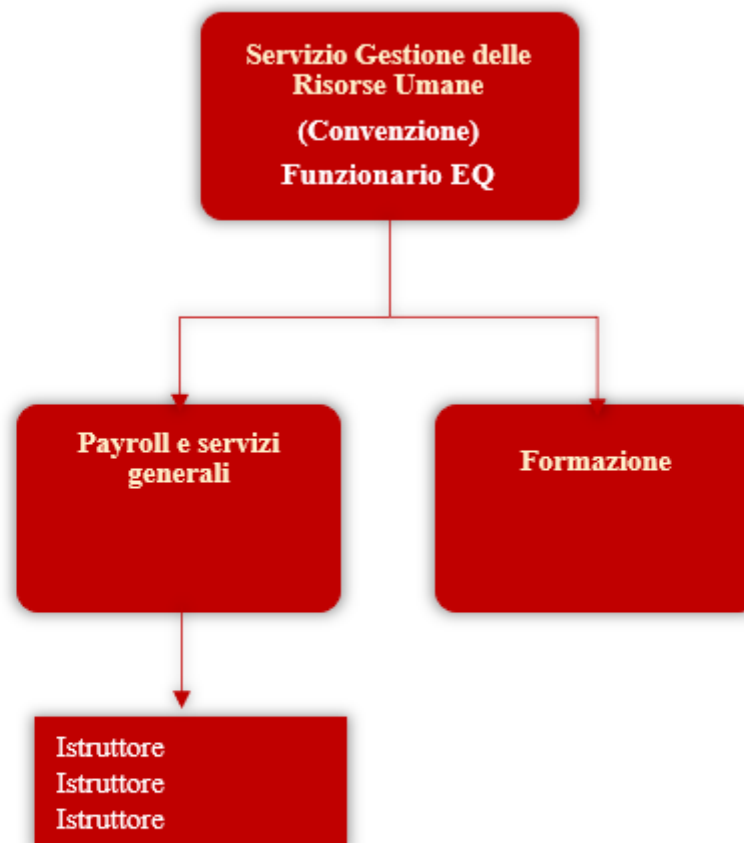 Servizio Gestione delle
Risorse Umane
(Convenzione)
Funzionario EQ
Payroll e servizi
generali
Formazione
Istruttore
Istruttore
Istruttore